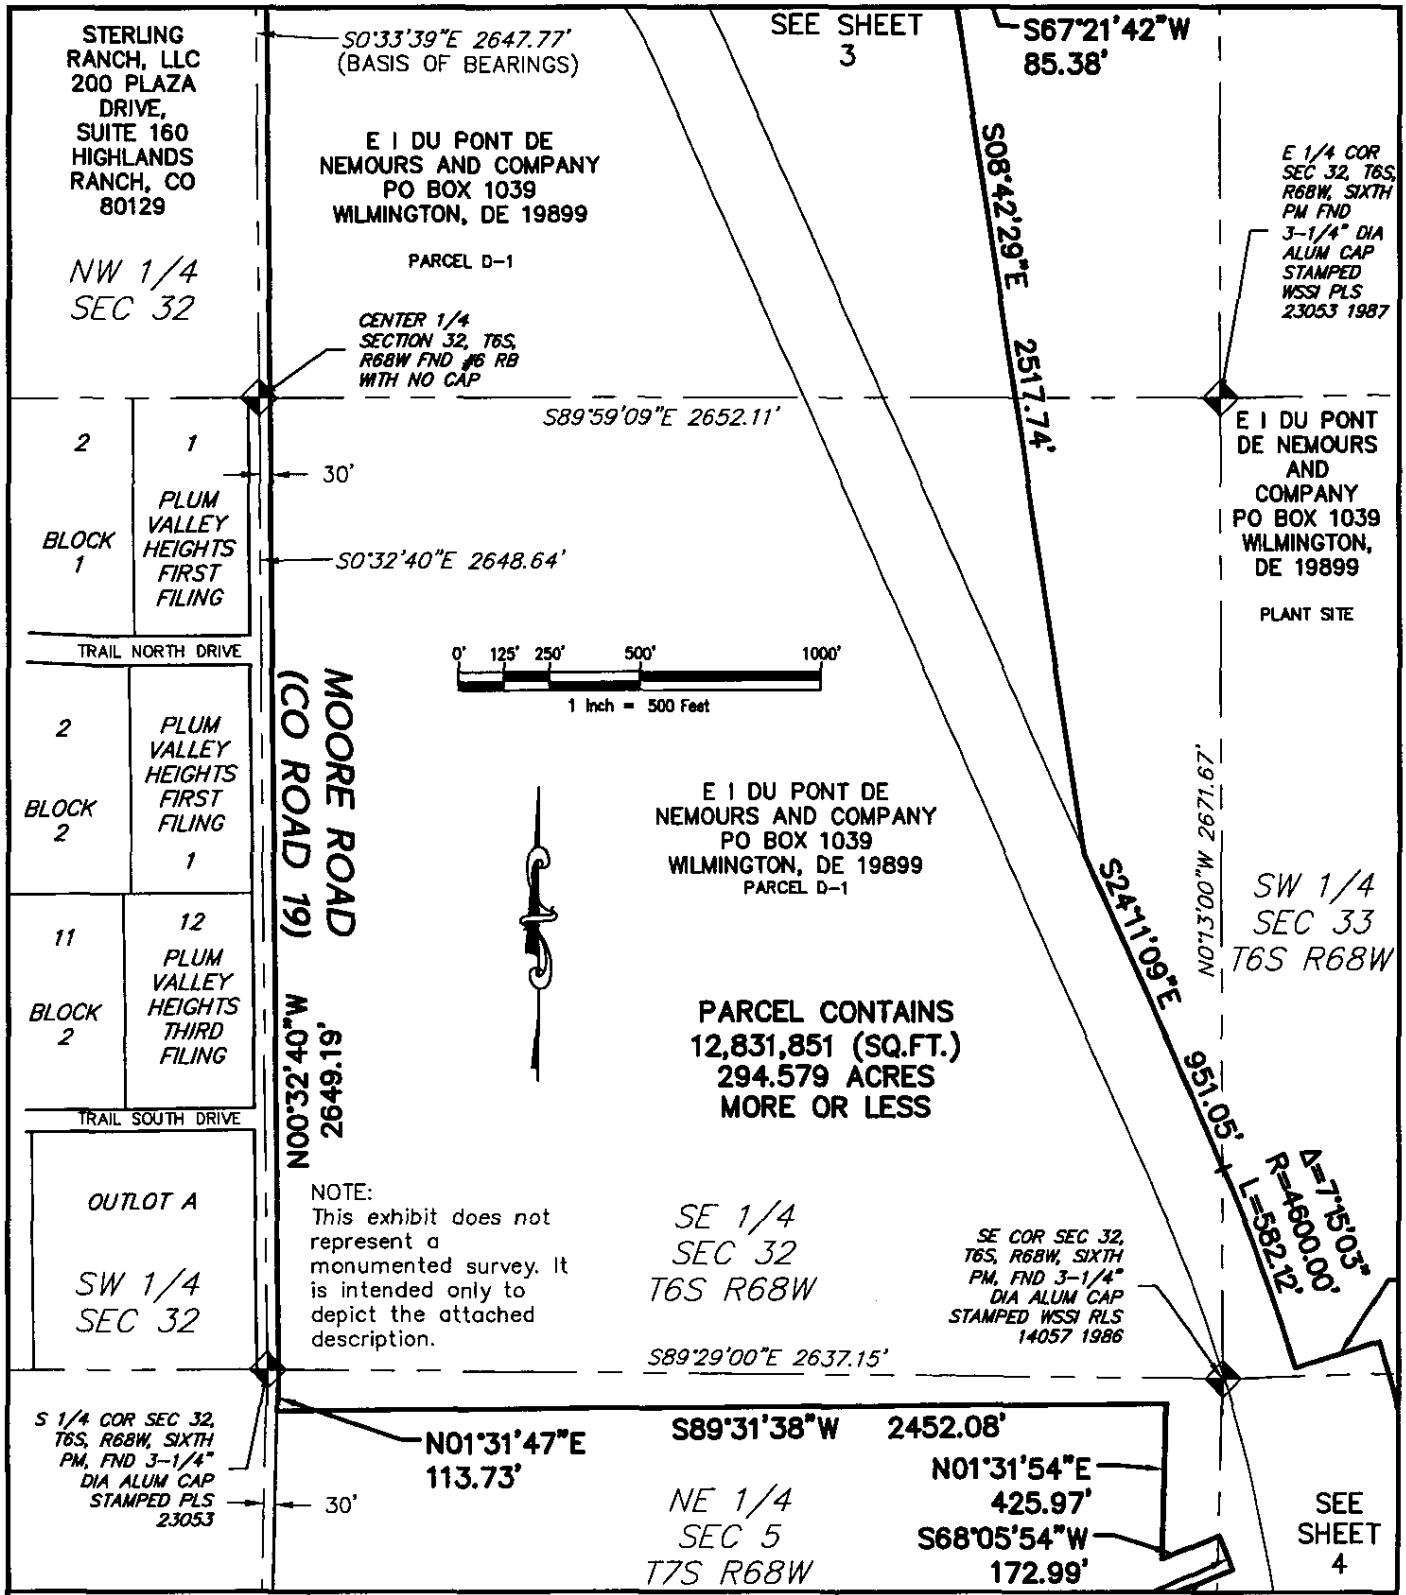 STERLING
RANCH, LLC
200 PLAZA
DRIVE,
SUITE 160
HIGHLANDS
RANCH, CO
80129
NW 1/4
SEC 32
S0°33'39"E 2647.77'
(BASIS OF BEARINGS)
E I DU PONT DE
NEMOURS AND COMPANY
PO BOX 1039
WILMINGTON, DE 19899
PARCEL D-1
CENTER 1/4
SECTION 32, T6S,
R68W FND #6 RB
WITH NO CAP
SEE SHEET
3
S67°21'42"W
85.38'
S08°42'29"E 2517.74'
E 1/4 COR
SEC 32, T6S,
R68W, SIXTH
PM FND
3-1/4" DIA
ALUM CAP
STAMPED
WSSI PLS
23053 1987
S89°59'09"E 2652.11'
2
1
BLOCK
1
PLUM
VALLEY
HEIGHTS
FIRST
FILING
30'
S0°32'40"E 2648.64'
E I DU PONT
DE NEMOURS
AND
COMPANY
PO BOX 1039
WILMINGTON,
DE 19899
PLANT SITE
TRAIL NORTH DRIVE
0' 125' 250' 500' 1000'
1 Inch = 500 Feet
MOORE ROAD
(CO ROAD 19)
2
BLOCK
2
PLUM
VALLEY
HEIGHTS
FIRST
FILING
1
E I DU PONT DE
NEMOURS AND COMPANY
PO BOX 1039
WILMINGTON, DE 19899
PARCEL D-1
N0°13'00"W 2671.67'
SW 1/4
SEC 33
T6S R68W
S24°11'09"E 951.05'
11
BLOCK
2
12
PLUM
VALLEY
HEIGHTS
THIRD
FILING
N00°32'40"W
2649.19'
PARCEL CONTAINS
12,831,851 (SQ.FT.)
294.579 ACRES
MORE OR LESS
TRAIL SOUTH DRIVE
OUTLOT A
SW 1/4
SEC 32
NOTE:
This exhibit does not
represent a
monumented survey. It
is intended only to
depict the attached
description.
SE 1/4
SEC 32
T6S R68W
SE COR SEC 32,
T6S, R68W, SIXTH
PM, FND 3-1/4"
DIA ALUM CAP
STAMPED WSSI RLS
14057 1986
Δ=7°15'03"
R=4600.00'
L=582.12'
S89°29'00"E 2637.15'
S 1/4 COR SEC 32,
T6S, R68W, SIXTH
PM, FND 3-1/4"
DIA ALUM CAP
STAMPED PLS
23053
30'
N01°31'47"E
113.73'
S89°31'38"W 2452.08'
N01°31'54"E
425.97'
S68°05'54"W
172.99'
NE 1/4
SEC 5
T7S R68W
SEE
SHEET
4